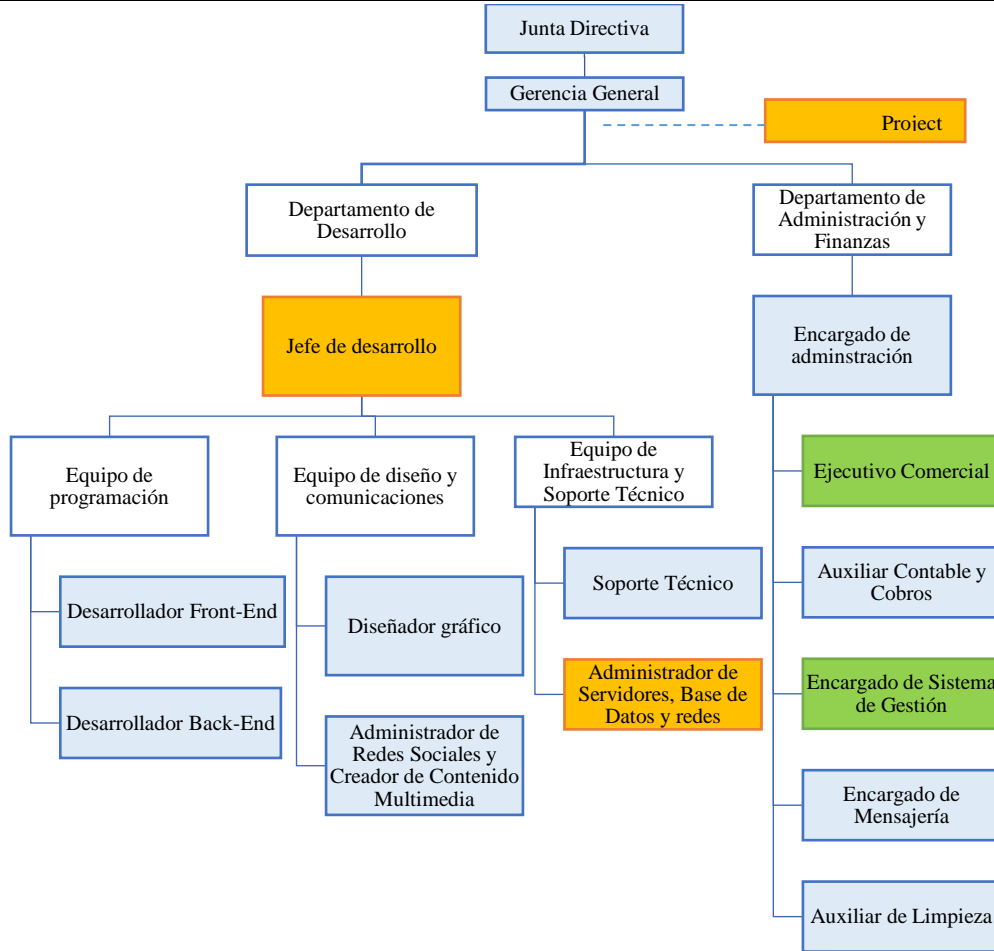 Junta Directiva
Gerencia General
Project
Departamento de
Desarrollo
Departamento de
Administración y
Finanzas
Jefe de desarrollo
Encargado de
adminstración
Equipo de
programación
Equipo de diseño y
comunicaciones
Equipo de
Infraestructura y
Soporte Técnico
Ejecutivo Comercial
Desarrollador Front-End
Diseñador gráfico
Soporte Técnico
Auxiliar Contable y
Cobros
Desarrollador Back-End
Administrador de
Redes Sociales y
Creador de Contenido
Multimedia
Administrador de
Servidores, Base de
Datos y redes
Encargado de Sistema
de Gestión
Encargado de
Mensajería
Auxiliar de Limpieza